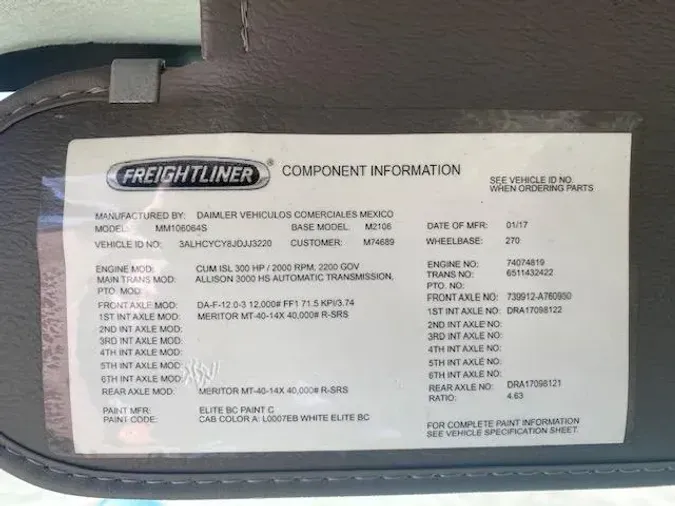 FREIGHTLINER ® COMPONENT INFORMATION
SEE VEHICLE ID NO.
WHEN ORDERING PARTS
MANUFACTURED BY: DAIMLER VEHICULOS COMERCIALES MEXICO DATE OF MFR: 01/17
MODEL: MM106064S BASE MODEL: M2106 WHEELBASE: 270
VEHICLE ID NO: 3ALHCYCY8JDJJ3220 CUSTOMER: M74689
ENGINE MOD: CUM ISL 300 HP / 2000 RPM, 2200 GOV ENGINE NO: 74074819
MAIN TRANS MOD: ALLISON 3000 HS AUTOMATIC TRANSMISSION, TRANS NO: 6511432422
PTO MOD: PTO. NO:
FRONT AXLE MOD: DA-F-12.0-3 12,000# FF1 71.5 KPI/3.74 FRONT AXLE NO: 739912-A760950
1ST INT AXLE MOD: MERITOR MT-40-14X 40,000# R-SRS 1ST INT AXLE NO: DRA17098122
2ND INT AXLE MOD: 2ND INT AXLE NO:
3RD INT AXLE MOD: 3RD INT AXLE NO:
4TH INT AXLE MOD: 4TH INT AXLE NO:
5TH INT AXLE MOD: 5TH INT AXLE NO:
6TH INT AXLE MOD: 6TH INT AXLE NO:
REAR AXLE MOD: MERITOR MT-40-14X 40,000# R-SRS REAR AXLE NO: DRA17098121
RATIO: 4.63
PAINT MFR: ELITE BC PAINT C
PAINT CODE: CAB COLOR A: L0007EB WHITE ELITE BC
FOR COMPLETE PAINT INFORMATION
SEE VEHICLE SPECIFICATION SHEET.